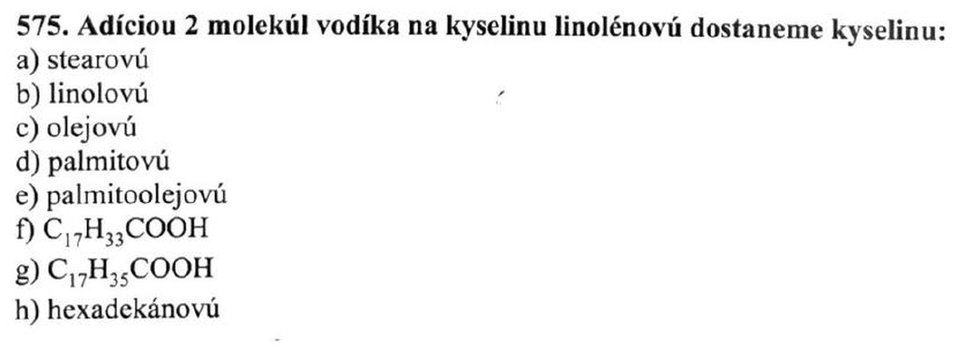 575. Adíciou 2 molekúl vodíka na kyselinu linolénovú dostaneme kyselinu:
a) stearovú
b) linolovú
c) olejovú
d) palmitovú
e) palmitoolejovú
f) C₁₇H₃₃COOH
g) C₁₇H₃₅COOH
h) hexadekánovú